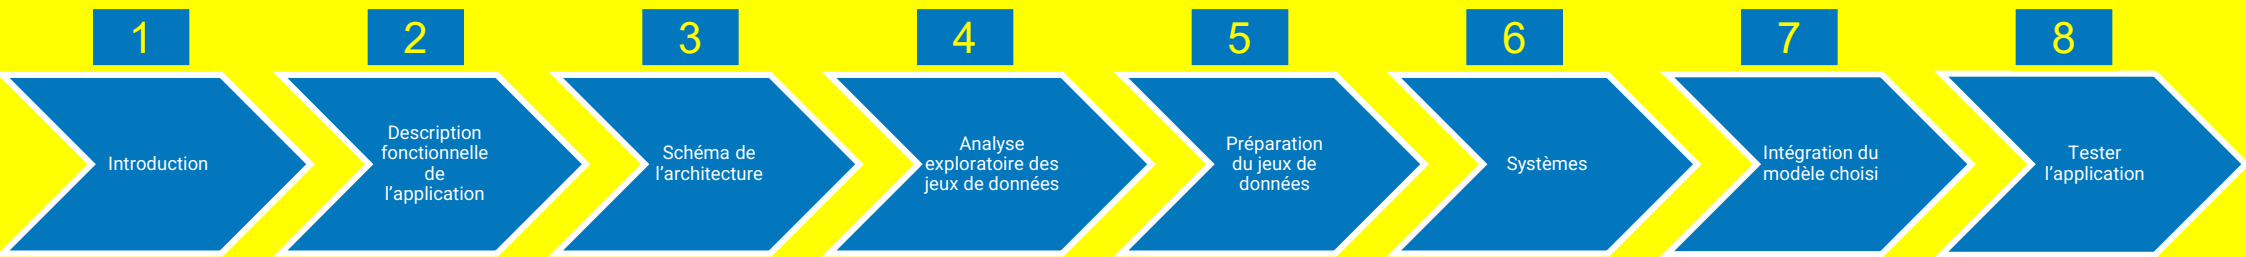 1
Introduction
2
Description
fonctionnelle
de
l'application
3
Schéma de
l'architecture
4
Analyse
exploratoire des
jeux de données
5
Préparation
du jeux de
données
6
Systèmes
7
Intégration du
modèle choisi
8
Tester
l'application